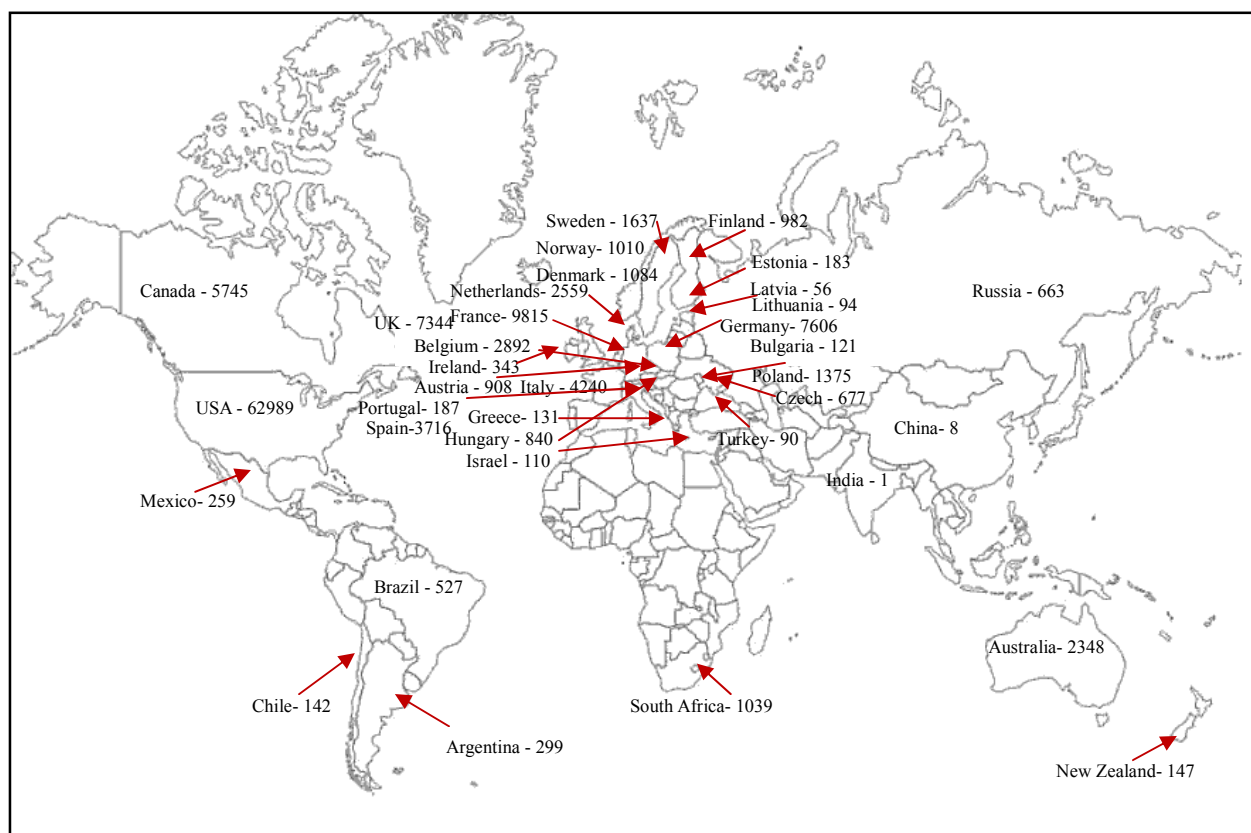 Sweden - 1637
Finland - 982
Norway- 1010
Estonia - 183
Denmark - 1084
Canada - 5745
Netherlands- 2559
Latvia - 56
Russia - 663
Lithuania - 94
France- 9815
UK - 7344
Germany- 7606
Belgium - 2892
Bulgaria - 121
Ireland- 343
Poland - 1375
Austria - 908
Italy - 4240
Czech - 677
USA - 62989
Portugal- 187
Greece- 131
Spain-3716
China- 8
Hungary - 840
Turkey- 90
Israel - 110
India - 1
Mexico- 259
Brazil - 527
Australia- 2348
Chile- 142
South Africa- 1039
Argentina - 299
New Zealand- 147